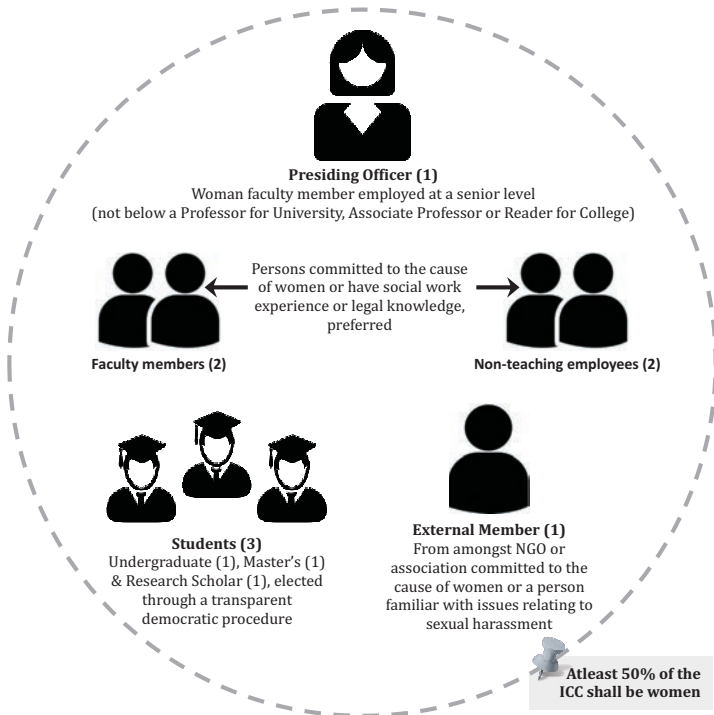 Presiding Officer (1)
Woman faculty member employed at a senior level
(not below a Professor for University, Associate Professor or Reader for College)
Persons committed to the cause
of women or have social work
experience or legal knowledge,
preferred
Faculty members (2)
Non-teaching employees (2)
Students (3)
Undergraduate (1), Master's (1)
& Research Scholar (1), elected
through a transparent
democratic procedure
External Member (1)
From amongst NGO or
association committed to the
cause of women or a person
familiar with issues relating to
sexual harassment
Atleast 50% of the
ICC shall be women